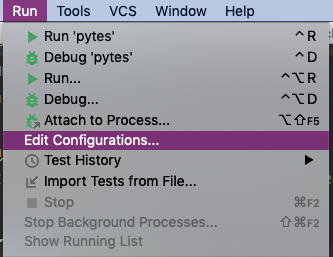 Run Tools VCS Window Help
Run 'pytes' ^R
Debug 'pytes' ^D
Run... ^⌥R
Debug... ^⌥D
Attach to Process... ⌥⇧F5
Edit Configurations...
Test History
Import Tests from File...
Stop ⌘F2
Stop Background Processes... ⇧⌘F2
Show Running List